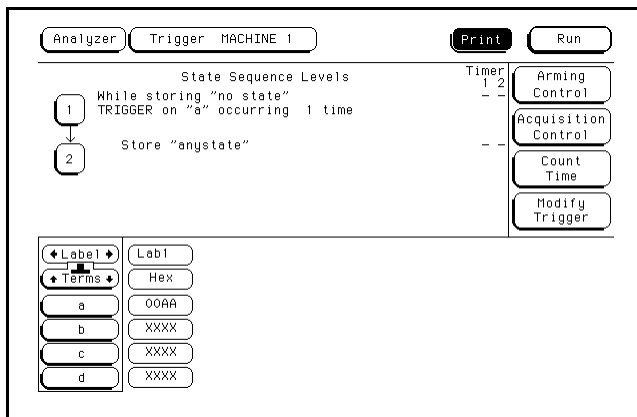 Analyzer Trigger MACHINE 1 Print Run
State Sequence Levels
Timer
1 2
1 While storing "no state"
TRIGGER on "a" occurring 1 time
- -
2 Store "anystate" - -
Arming
Control
Acquisition
Control
Count
Time
Modify
Trigger
Label Lab1
Terms Hex
a 00AA
b XXXX
c XXXX
d XXXX